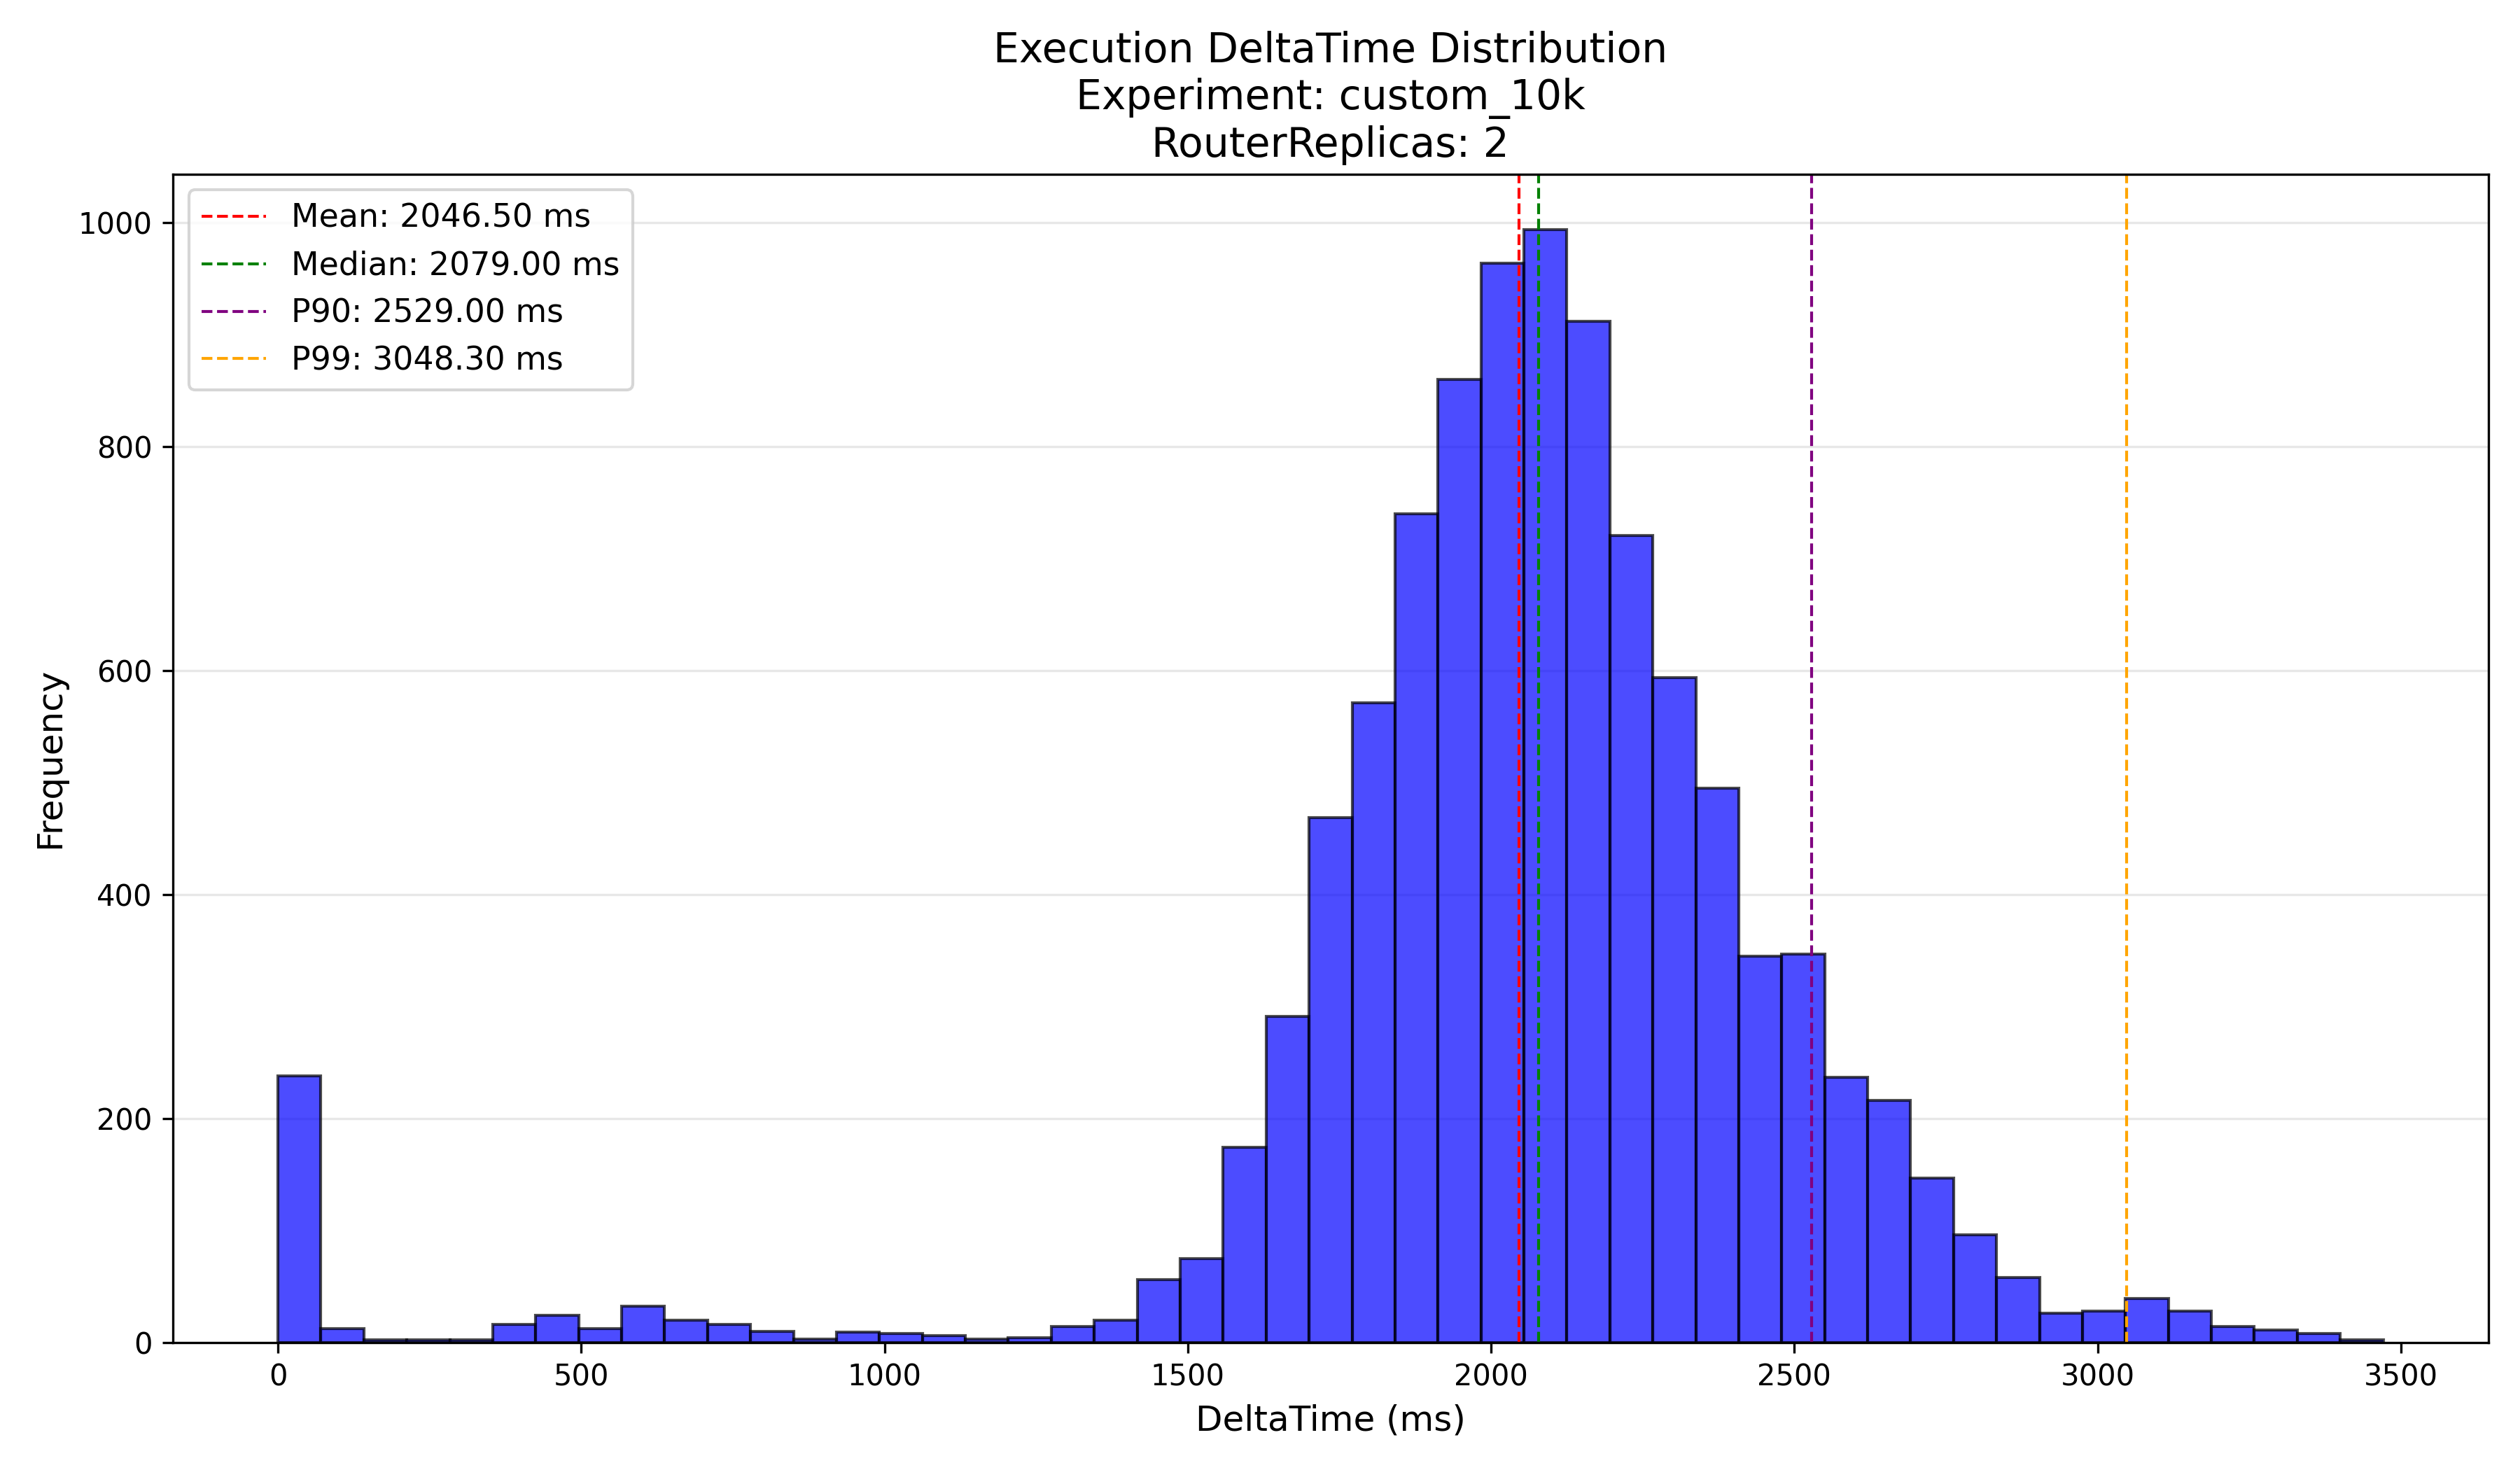 Execution DeltaTime Distribution
Experiment: custom_10k
RouterReplicas: 2
Mean: 2046.50 ms
Median: 2079.00 ms
P90: 2529.00 ms
P99: 3048.30 ms
Frequency
1000
800
600
400
200
0
0 500 1000 1500 2000 2500 3000 3500
DeltaTime (ms)